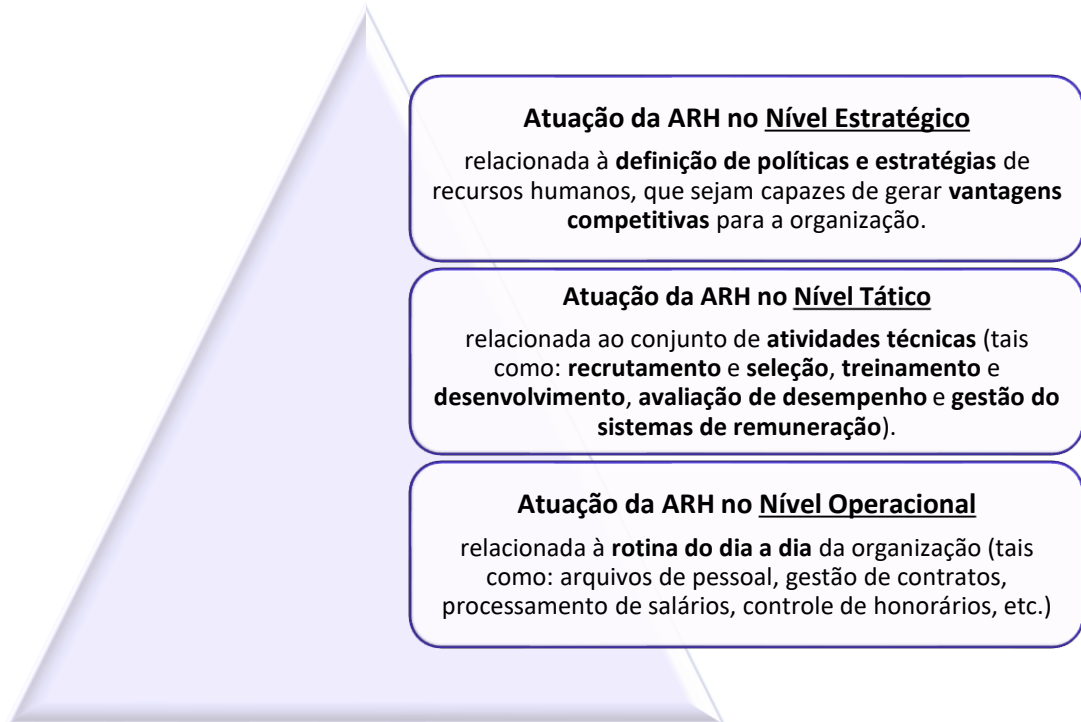 Atuação da ARH no Nível Estratégico
relacionada à definição de políticas e estratégias de
recursos humanos, que sejam capazes de gerar vantagens
competitivas para a organização.
Atuação da ARH no Nível Tático
relacionada ao conjunto de atividades técnicas (tais
como: recrutamento e seleção, treinamento e
desenvolvimento, avaliação de desempenho e gestão do
sistemas de remuneração).
Atuação da ARH no Nível Operacional
relacionada à rotina do dia a dia da organização (tais
como: arquivos de pessoal, gestão de contratos,
processamento de salários, controle de honorários, etc.)